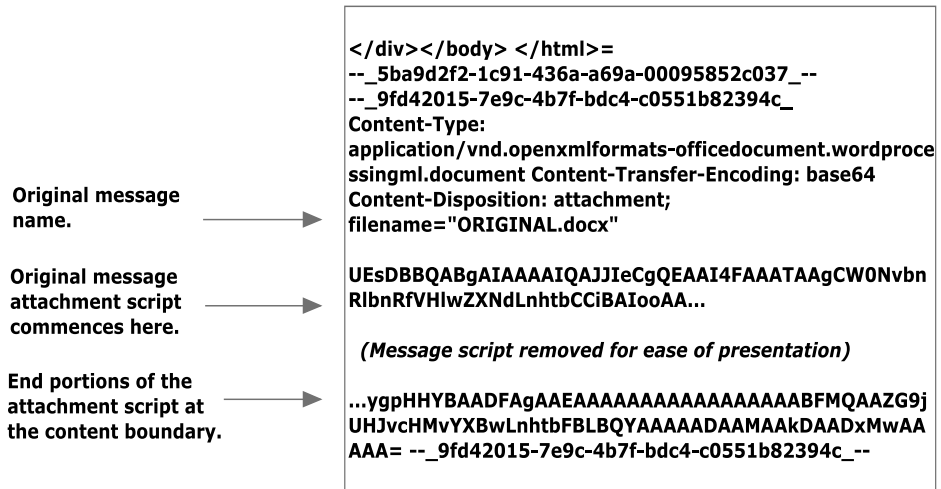 </div></body> </html>=
--_5ba9d2f2-1c91-436a-a69a-00095852c037_--
--_9fd42015-7e9c-4b7f-bdc4-c0551b82394c_
Content-Type:
application/vnd.openxmlformats-officedocument.wordproce
ssingml.document Content-Transfer-Encoding: base64
Content-Disposition: attachment;
filename="ORIGINAL.docx"
Original message
name.
UEsDBBQABgAIAAAAIQAJJIeCgQEAAI4FAAATAAgCW0Nvbn
RlbnRfVHlwZXNdLnhtbCCiBAIooAA...
Original message
attachment script
commences here.
(Message script removed for ease of presentation)
End portions of the
attachment script at
the content boundary.
...ygpHHYBAADFAgAAEAAAAAAAAAAAAAAAAABFMQAAZG9j
UHJvcHMvYXBwLnhtbFBLBQYAAAAADAAMAAkDAADxMwAA
AAA= --_9fd42015-7e9c-4b7f-bdc4-c0551b82394c_--